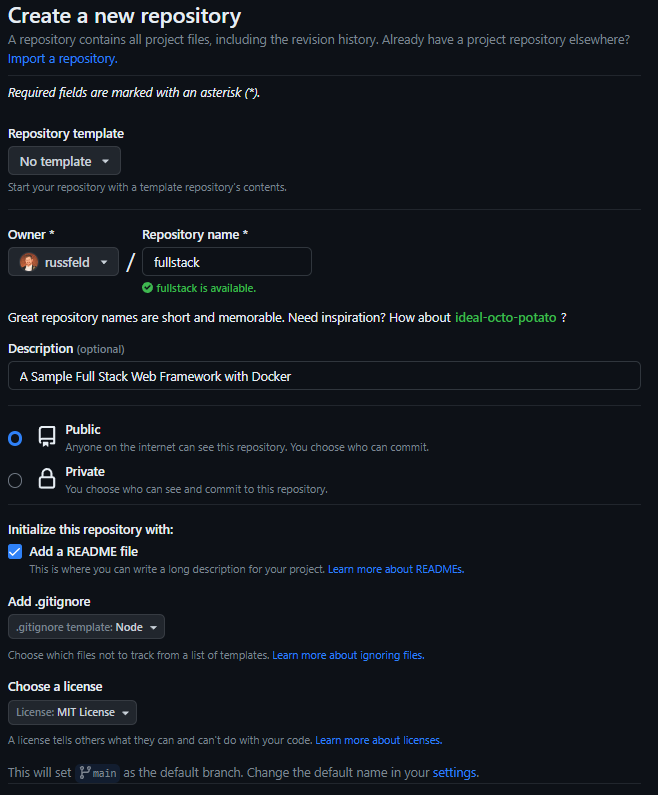 Create a new repository
A repository contains all project files, including the revision history. Already have a project repository elsewhere?
Import a repository.
Required fields are marked with an asterisk (*).
Repository template
No template
Start your repository with a template repository's contents.
Owner * Repository name *
russfeld / fullstack
fullstack is available.
Great repository names are short and memorable. Need inspiration? How about ideal-octo-potato ?
Description (optional)
A Sample Full Stack Web Framework with Docker
Public
Anyone on the internet can see this repository. You choose who can commit.
Private
You choose who can see and commit to this repository.
Initialize this repository with:
Add a README file
This is where you can write a long description for your project. Learn more about READMEs.
Add .gitignore
.gitignore template: Node
Choose which files not to track from a list of templates. Learn more about ignoring files.
Choose a license
License: MIT License
A license tells others what they can and can't do with your code. Learn more about licenses.
This will set main as the default branch. Change the default name in your settings.